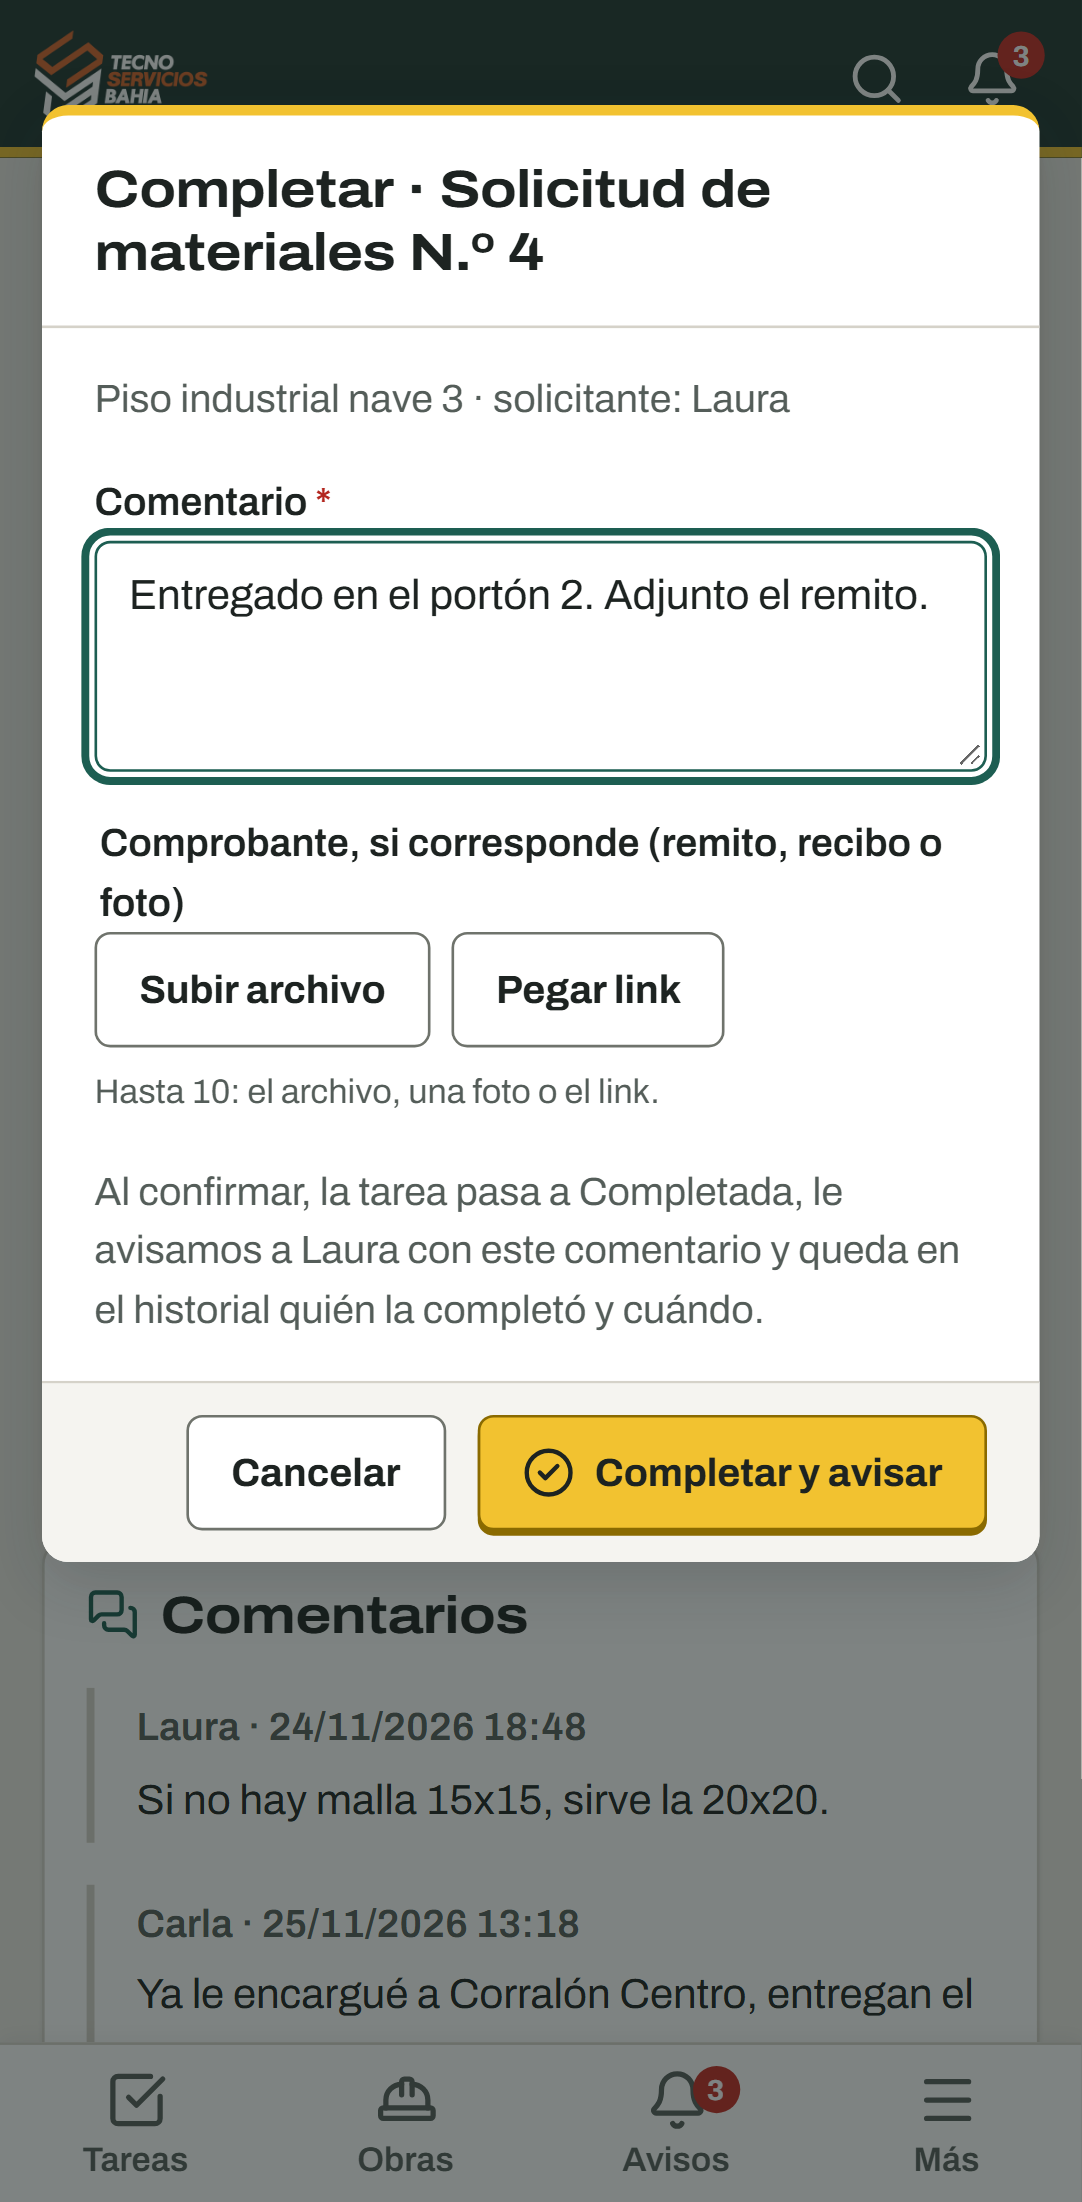 TECNO
SERVICIOS
BAHIA
3
Completar · Solicitud de
materiales N.º 4
Piso industrial nave 3 · solicitante: Laura
Comentario *
Entregado en el portón 2. Adjunto el remito.
Comprobante, si corresponde (remito, recibo o
foto)
Subir archivo
Pegar link
Hasta 10: el archivo, una foto o el link.
Al confirmar, la tarea pasa a Completada, le
avisamos a Laura con este comentario y queda en
el historial quién la completó y cuándo.
Cancelar
Completar y avisar
Comentarios
Laura · 24/11/2026 18:48
Si no hay malla 15x15, sirve la 20x20.
Carla · 25/11/2026 13:18
Ya le encargué a Corralón Centro, entregan el
3
Tareas
Obras
Avisos
Más